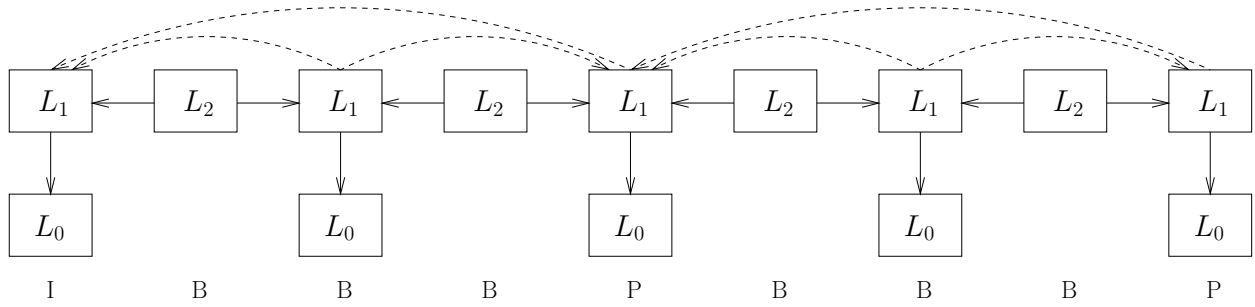 L₁ L₂ L₁ L₂ L₁ L₂ L₁ L₂ L₁
L₀ L₀ L₀ L₀ L₀
I B B B P B B B P